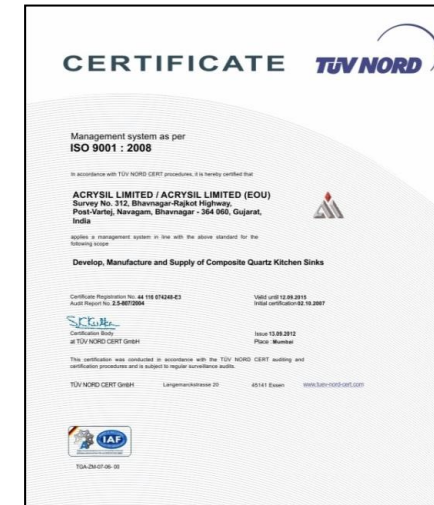 CERTIFICATE TÜV NORD
Management system as per
ISO 9001 : 2008
In accordance with TÜV NORD CERT procedures, it is hereby certified that
ACRYSIL LIMITED / ACRYSIL LIMITED (EOU)
Survey No. 312, Bhavnagar-Rajkot Highway,
Post-Vartej, Navagam, Bhavnagar - 364 060, Gujarat,
India
applies a management system in line with the above standard for the
following scope
Develop, Manufacture and Supply of Composite Quartz Kitchen Sinks
Certificate Registration No. 44 116 074248-E3
Audit Report No. 2.5-807/2004
Valid until 12.09.2015
Initial certification 02.10.2007
Certification Body
at TÜV NORD CERT GmbH
Issue 13.09.2012
Place : Mumbai
This certification was conducted in accordance with the TÜV NORD CERT auditing and
certification procedures and is subject to regular surveillance audits.
TÜV NORD CERT GmbH Langemarckstrasse 20 45141 Essen www.tuev-nord-cert.com
IAF
TGA-ZM-07-06- 00